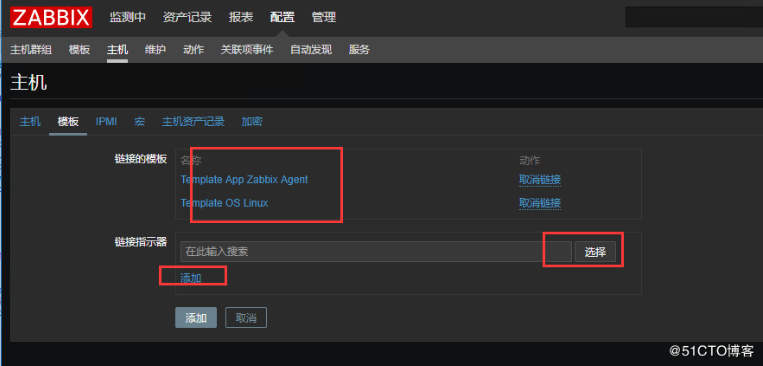 ZABBIX 监测中 资产记录 报表 配置 管理
主机群组 模板 主机 维护 动作 关联项事件 自动发现 服务
主机
主机 模板 IPMI 宏 主机资产记录 加密
链接的模板 名称 动作
Template App Zabbix Agent 取消链接
Template OS Linux 取消链接
链接指示器
在此输入搜索 选择
添加
添加 取消
@51CTO博客